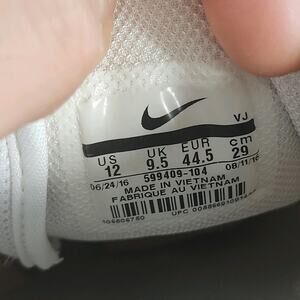 VJ
US UK EUR cm
12 9.5 44.5 29
06/24/16 599409-104 08/11/16
MADE IN VIETNAM
FABRIQUE AU VIETNAM
UPC